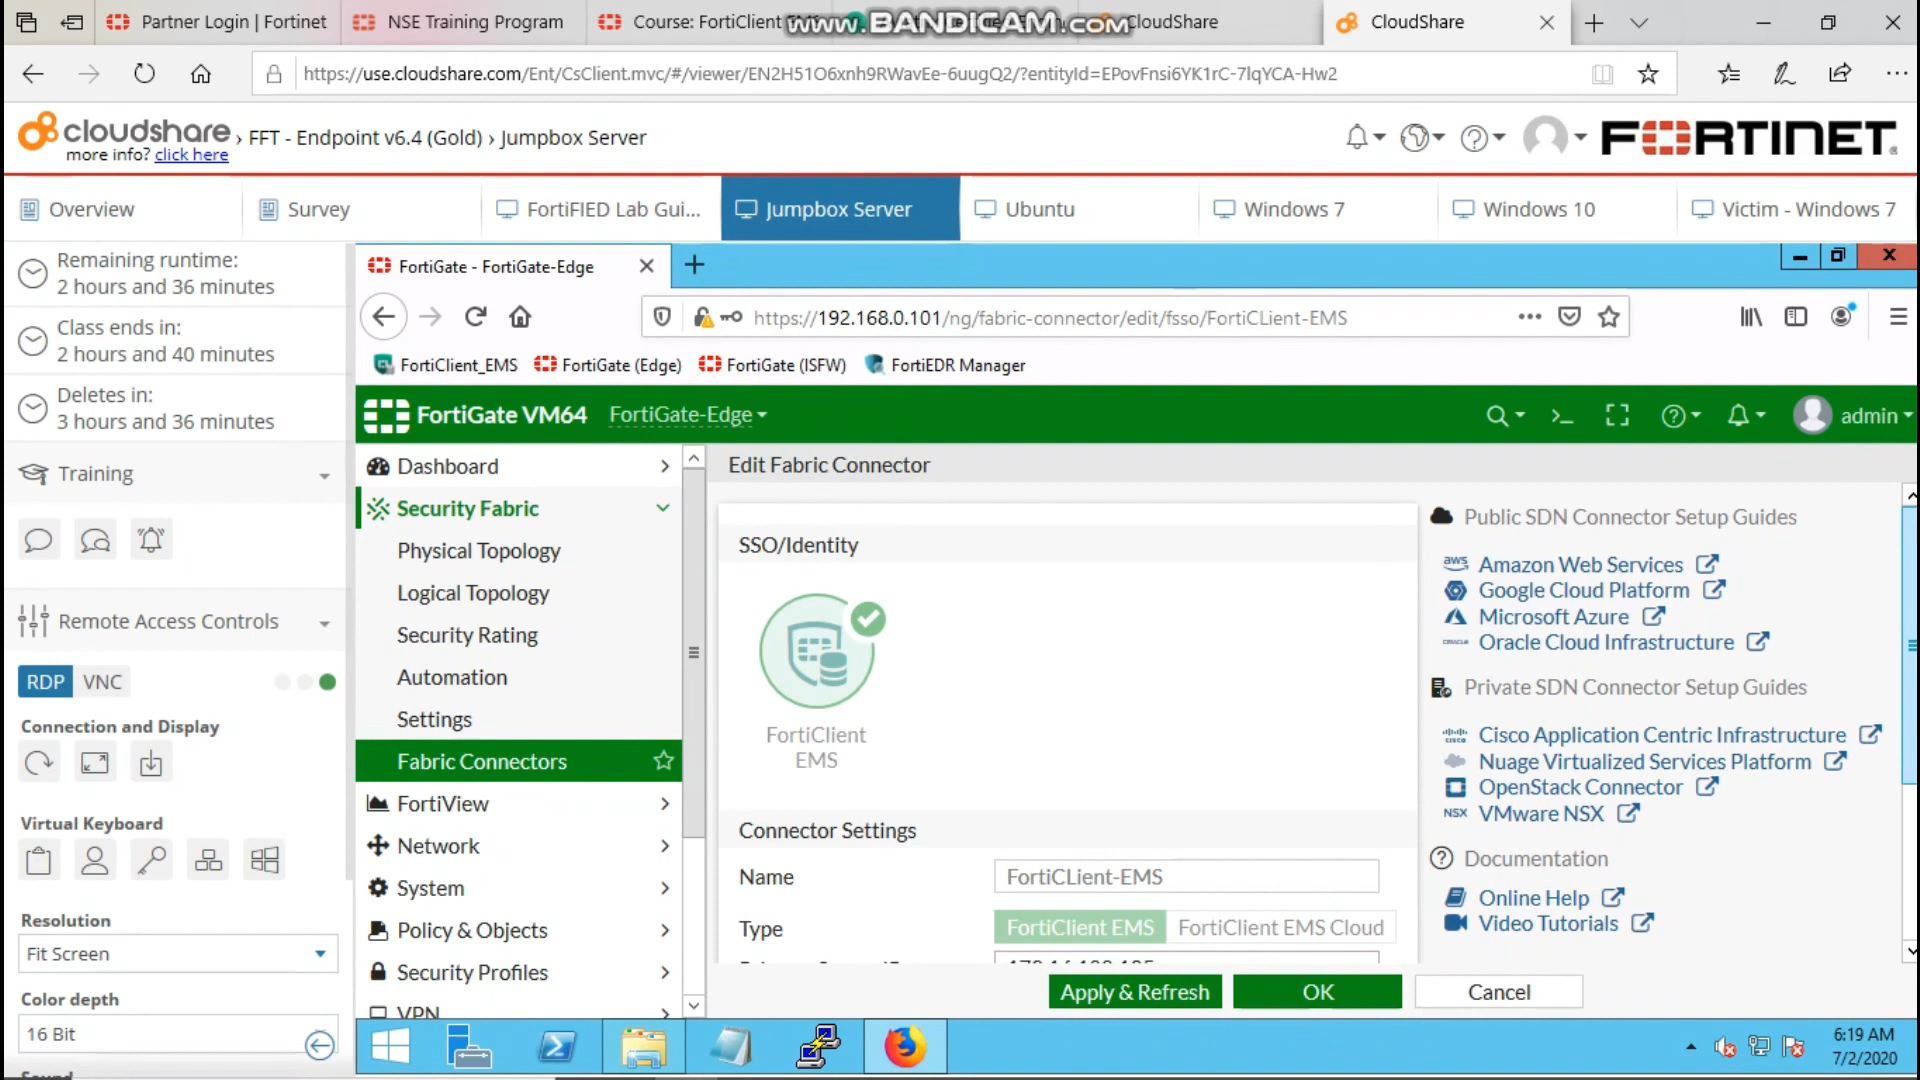 Partner Login | Fortinet
NSE Training Program
Course: FortiClient
www.BANDICAM.com
CloudShare
CloudShare
https://use.cloudshare.com/Ent/CsClient.mvc/#/viewer/EN2H51O6xnh9RWavEe-6uugQ2/?entityId=EPovFnsi6YK1rC-7lqYCA-Hw2
cloudshare › FFT - Endpoint v6.4 (Gold) › Jumpbox Server
more info? click here
FORTINET
Overview
Survey
FortiFIED Lab Gui...
Jumpbox Server
Ubuntu
Windows 7
Windows 10
Victim - Windows 7
Remaining runtime:
2 hours and 36 minutes
Class ends in:
2 hours and 40 minutes
Deletes in:
3 hours and 36 minutes
Training
Remote Access Controls
RDP VNC
Connection and Display
Virtual Keyboard
Resolution
Fit Screen
Color depth
16 Bit
FortiGate - FortiGate-Edge
https://192.168.0.101/ng/fabric-connector/edit/fsso/FortiCLient-EMS
FortiClient_EMS
FortiGate (Edge)
FortiGate (ISFW)
FortiEDR Manager
FortiGate VM64
FortiGate-Edge
admin
Dashboard
Security Fabric
Physical Topology
Logical Topology
Security Rating
Automation
Settings
Fabric Connectors
FortiView
Network
System
Policy & Objects
Security Profiles
VPN
Edit Fabric Connector
SSO/Identity
FortiClient
EMS
Connector Settings
Name
FortiCLient-EMS
Type
FortiClient EMS
FortiClient EMS Cloud
Apply & Refresh
OK
Cancel
Public SDN Connector Setup Guides
aws Amazon Web Services
Google Cloud Platform
Microsoft Azure
Oracle Cloud Infrastructure
Private SDN Connector Setup Guides
Cisco Application Centric Infrastructure
Nuage Virtualized Services Platform
OpenStack Connector
NSX VMware NSX
Documentation
Online Help
Video Tutorials
6:19 AM
7/2/2020